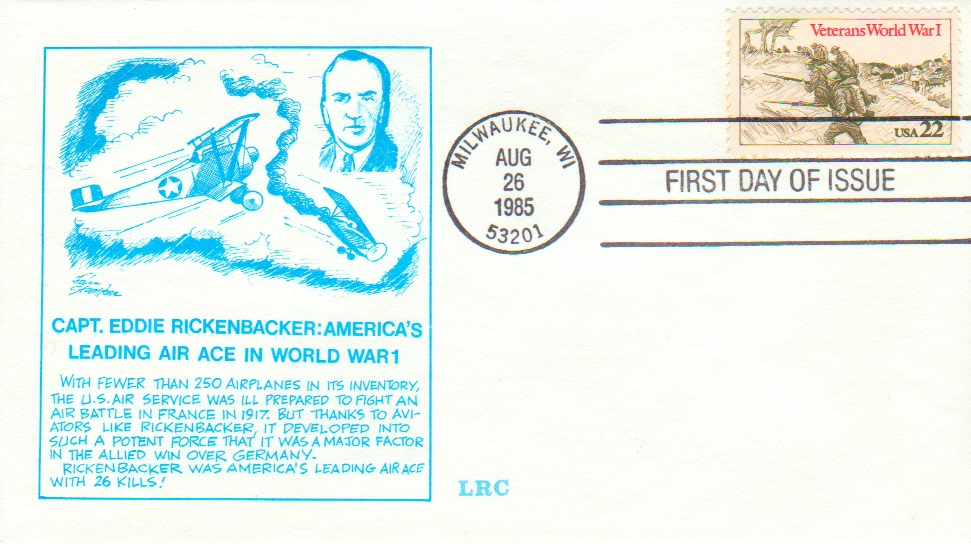 Veterans World War I
USA 22
MILWAUKEE, WI
AUG
26
1985
53201
FIRST DAY OF ISSUE
CAPT. EDDIE RICKENBACKER: AMERICA'S
LEADING AIR ACE IN WORLD WAR 1
WITH FEWER THAN 250 AIRPLANES IN ITS INVENTORY,
THE U.S. AIR SERVICE WAS ILL PREPARED TO FIGHT AN
AIR BATTLE IN FRANCE IN 1917. BUT THANKS TO AVI-
ATORS LIKE RICKENBACKER, IT DEVELOPED INTO
SUCH A POTENT FORCE THAT IT WAS A MAJOR FACTOR
IN THE ALLIED WIN OVER GERMANY.
RICKENBACKER WAS AMERICA'S LEADING AIR ACE
WITH 26 KILLS!
LRC